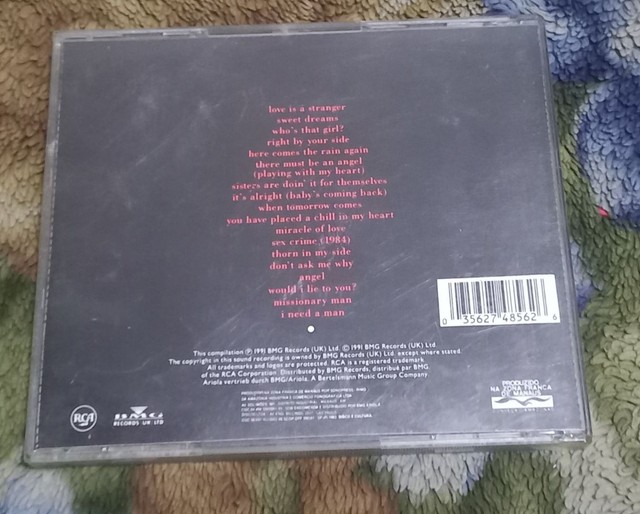 love is a stranger
sweet dreams
who's that girl?
right by your side
here comes the rain again
there must be an angel
(playing with my heart)
sisters are doin' it for themselves
it's alright (baby's coming back)
when tomorrow comes
you have placed a chill in my heart
miracle of love
sex crime (1984)
thorn in my side
don't ask me why
angel
would i lie to you?
missionary man
i need a man
0 35627 48562 6
This compilation Ⓟ 1991 BMG Records (UK) Ltd. © 1991 BMG Records (UK) Ltd.
The copyright in this sound recording is owned by BMG Records (UK) Ltd. except where stated.
All trademarks and logos are protected. RCA is a registered trademark
of the RCA Corporation. Distributed by BMG Records, distribué par BMG.
Ariola vertrieb durch BMG/Ariola. A Bertelsmann Music Group Company
PRODUZIDO
NA ZONA FRANCA
DE MANAUS
RCA
BMG
RECORDS UK LTD